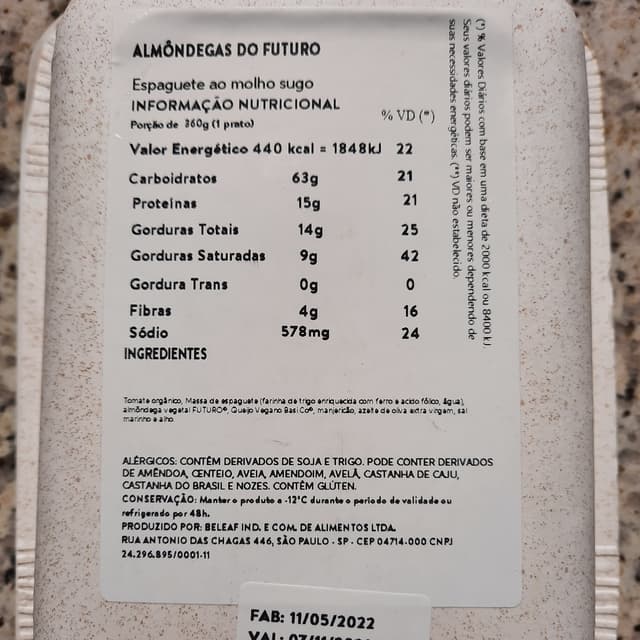 ALMÔNDEGAS DO FUTURO
Espaguete ao molho sugo
INFORMAÇÃO NUTRICIONAL
Porção de 360g (1 prato) % VD (*)
Valor Energético 440 kcal = 1848kJ 22
Carboidratos 63g 21
Proteínas 15g 21
Gorduras Totais 14g 25
Gorduras Saturadas 9g 42
Gordura Trans 0g 0
Fibras 4g 16
Sódio 578mg 24
INGREDIENTES
Tomate orgânico, Massa de espaguete (farinha de trigo enriquecida com ferro e acido fólico, água),
almôndega vegetal FUTURO®, Queijo Vegano BasiCo®, manjericão, azeite de oliva extra virgem, sal
marinho e alho
ALÉRGICOS: CONTÉM DERIVADOS DE SOJA E TRIGO. PODE CONTER DERIVADOS
DE AMÊNDOA, CENTEIO, AVEIA, AMENDOIM, AVELÃ, CASTANHA DE CAJU,
CASTANHA DO BRASIL E NOZES. CONTÉM GLÚTEN.
CONSERVAÇÃO: Manter o produto a -12°C durante o período de validade ou
refrigerado por 48h.
PRODUZIDO POR: BELEAF IND. E COM. DE ALIMENTOS LTDA.
RUA ANTONIO DAS CHAGAS 446, SÃO PAULO - SP - CEP 04714-000 CNPJ
24.296.895/0001-11
(*) % Valores Diários com base em uma dieta de 2000 kcal ou 8400 kJ.
Seus valores diários podem ser maiores ou menores dependendo de
suas necessidades energéticas. (**) VD não estabelecido.
FAB: 11/05/2022